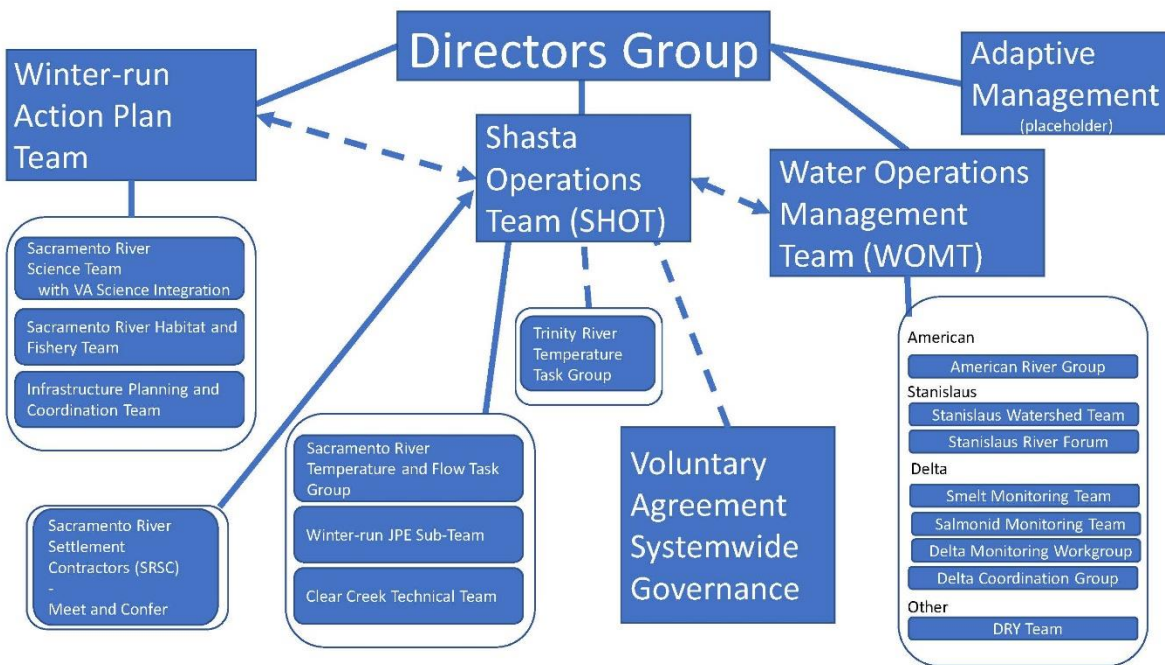 Directors Group
Winter-run
Action Plan
Team
Adaptive
Management
(placeholder)
Shasta
Operations
Team (SHOT)
Water Operations
Management
Team (WOMT)
Sacramento River
Science Team
with VA Science Integration
Sacramento River Habitat and
Fishery Team
Infrastructure Planning and
Coordination Team
Trinity River
Temperature
Task Group
American
American River Group
Stanislaus
Stanislaus Watershed Team
Stanislaus River Forum
Delta
Smelt Monitoring Team
Salmonid Monitoring Team
Delta Monitoring Workgroup
Delta Coordination Group
Other
DRY Team
Sacramento River
Temperature and Flow Task
Group
Winter-run JPE Sub-Team
Clear Creek Technical Team
Voluntary
Agreement
Systemwide
Governance
Sacramento River
Settlement
Contractors (SRSC)
-
Meet and Confer